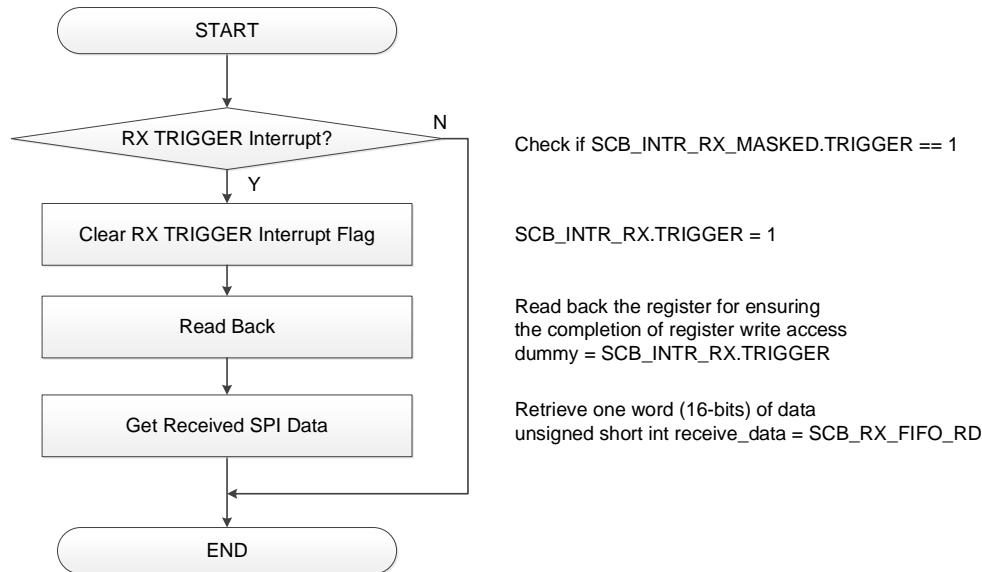 START
RX TRIGGER Interrupt?
N
Check if SCB_INTR_RX_MASKED.TRIGGER == 1
Y
Clear RX TRIGGER Interrupt Flag
SCB_INTR_RX.TRIGGER = 1
Read Back
Read back the register for ensuring
the completion of register write access
dummy = SCB_INTR_RX.TRIGGER
Get Received SPI Data
Retrieve one word (16-bits) of data
unsigned short int receive_data = SCB_RX_FIFO_RD
END